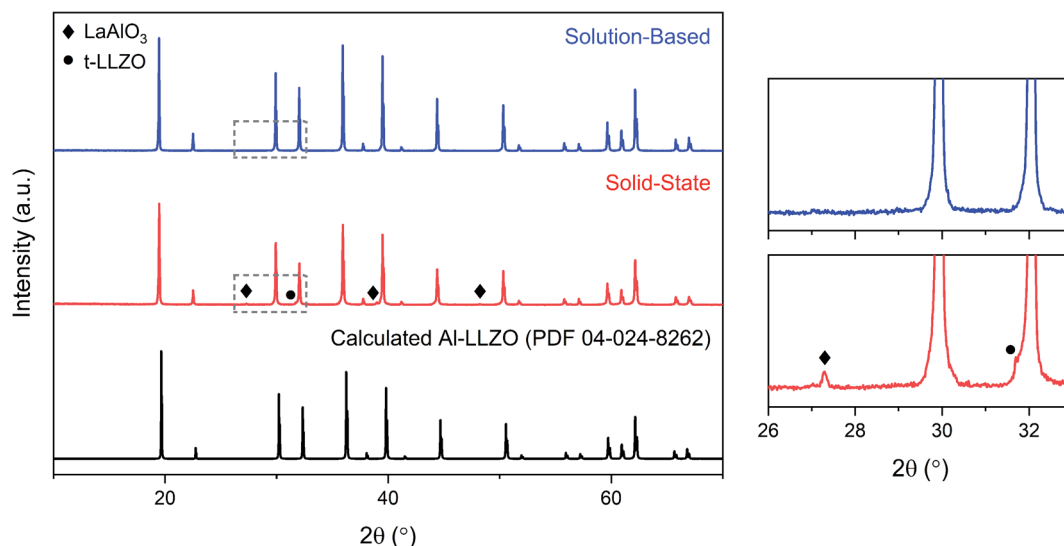 ◆ LaAlO₃
● t-LLZO
Solution-Based
Solid-State
Calculated Al-LLZO (PDF 04-024-8262)
Intensity (a.u.)
20 40 60
2θ (°)
26 28 30 32
2θ (°)